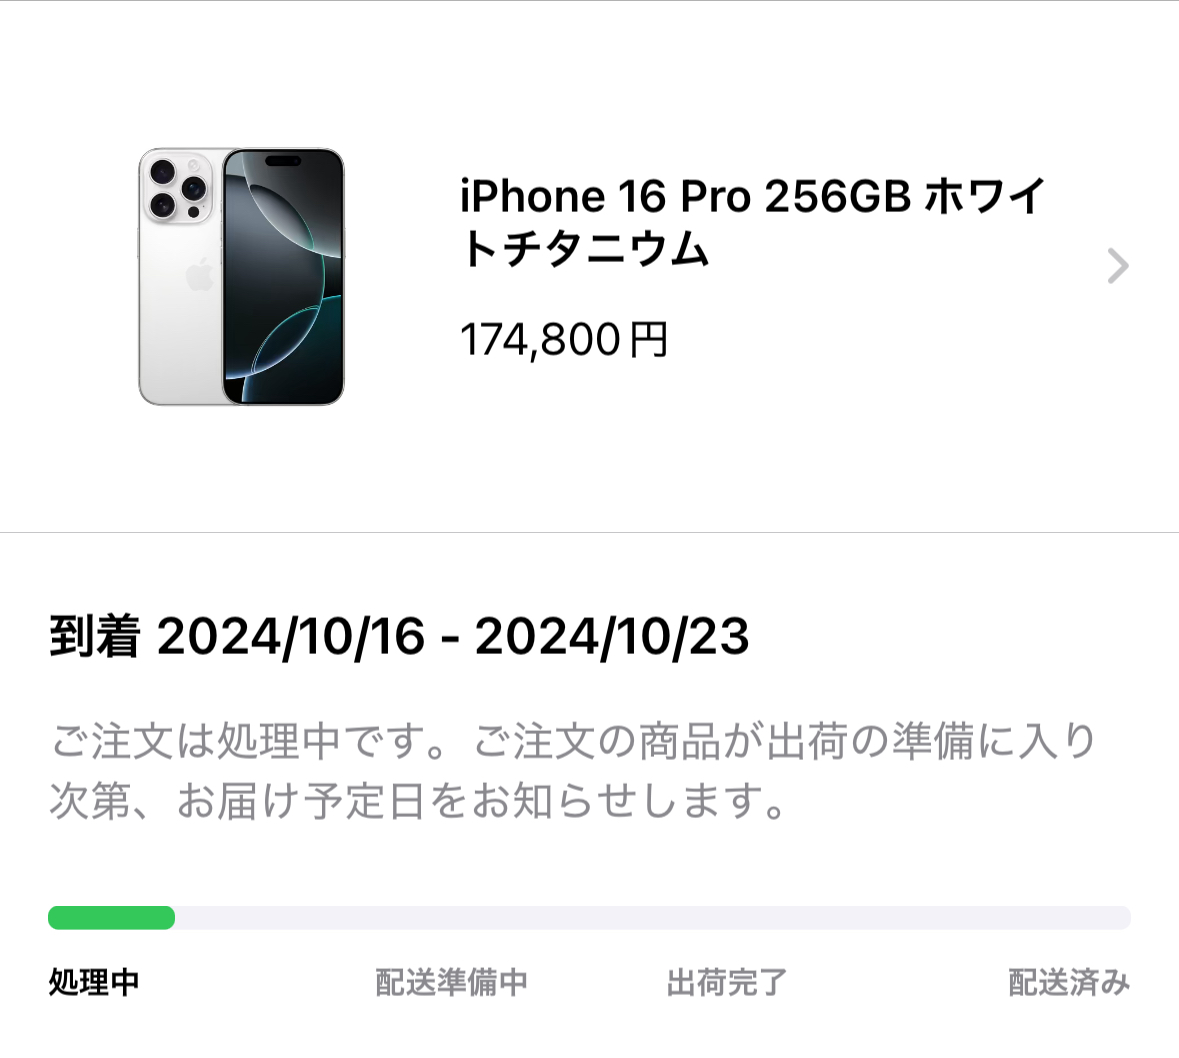 iPhone 16 Pro 256GB ホワイ
トチタニウム
174,800円
到着 2024/10/16 - 2024/10/23
ご注文は処理中です。ご注文の商品が出荷の準備に入り
次第、お届け予定日をお知らせします。
処理中 配送準備中 出荷完了 配送済み